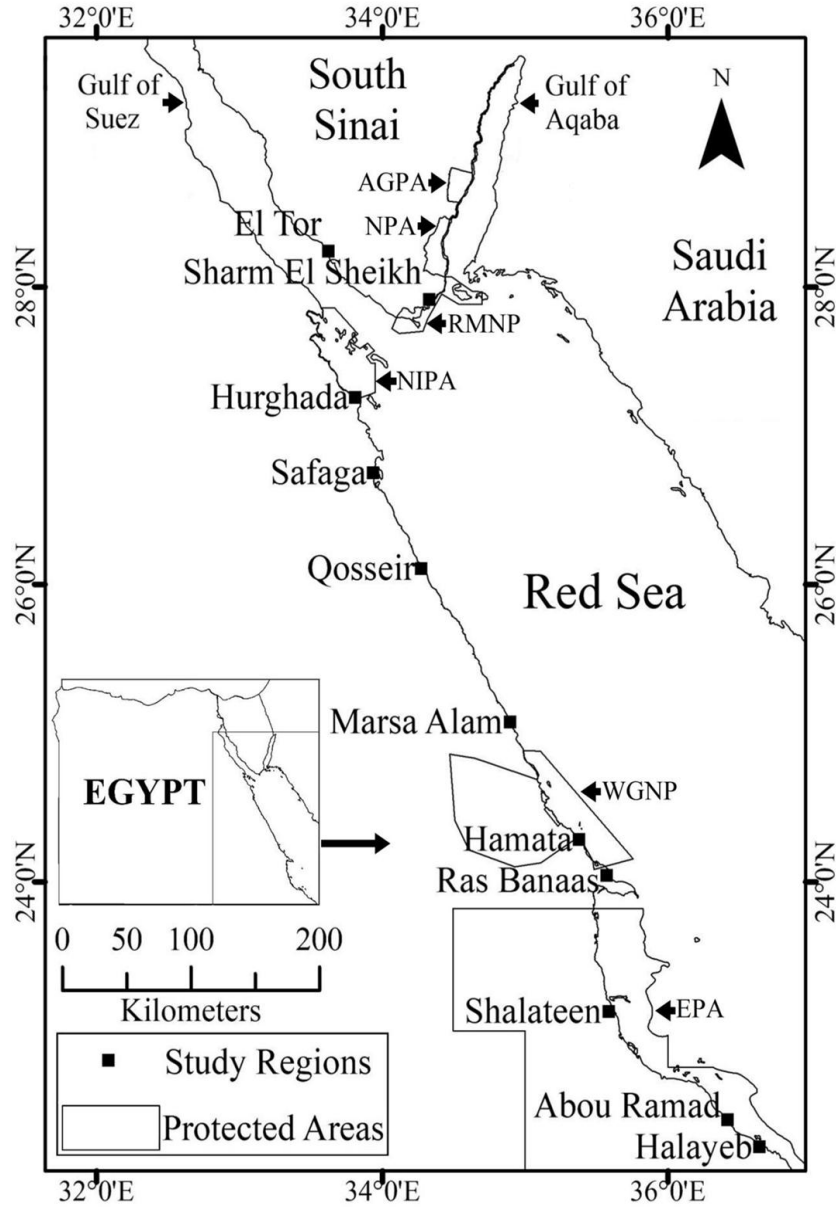 32°0'E 34°0'E 36°0'E
Gulf of
Suez
South
Sinai
Gulf of
Aqaba
N
AGPA
NPA
El Tor
Sharm El Sheikh
Saudi
Arabia
28°0'N 28°0'N
RMNP
NIPA
Hurghada
Safaga
Qosseir
Red Sea
26°0'N 26°0'N
Marsa Alam
WGNP
EGYPT
Hamata
Ras Banaas
24°0'N 24°0'N
0 50 100 200
Kilometers
Shalateen
EPA
Study Regions
Protected Areas
Abou Ramad
Halayeb
32°0'E 34°0'E 36°0'E